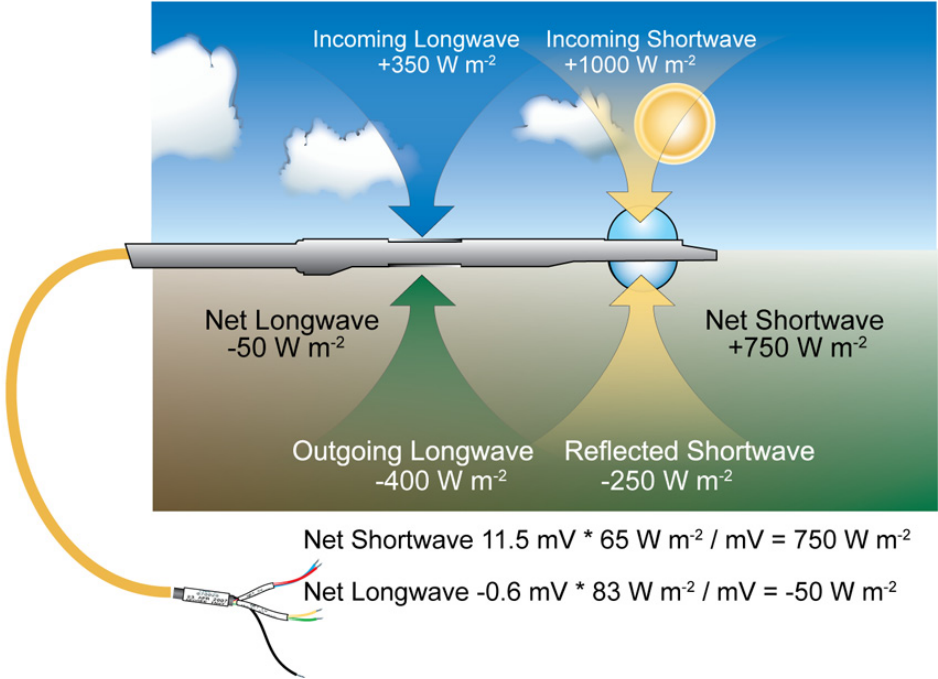 Incoming Longwave
+350 W m⁻²
Incoming Shortwave
+1000 W m⁻²
Net Longwave
-50 W m⁻²
Net Shortwave
+750 W m⁻²
Outgoing Longwave
-400 W m⁻²
Reflected Shortwave
-250 W m⁻²
Net Shortwave 11.5 mV * 65 W m⁻² / mV = 750 W m⁻²
Net Longwave -0.6 mV * 83 W m⁻² / mV = -50 W m⁻²